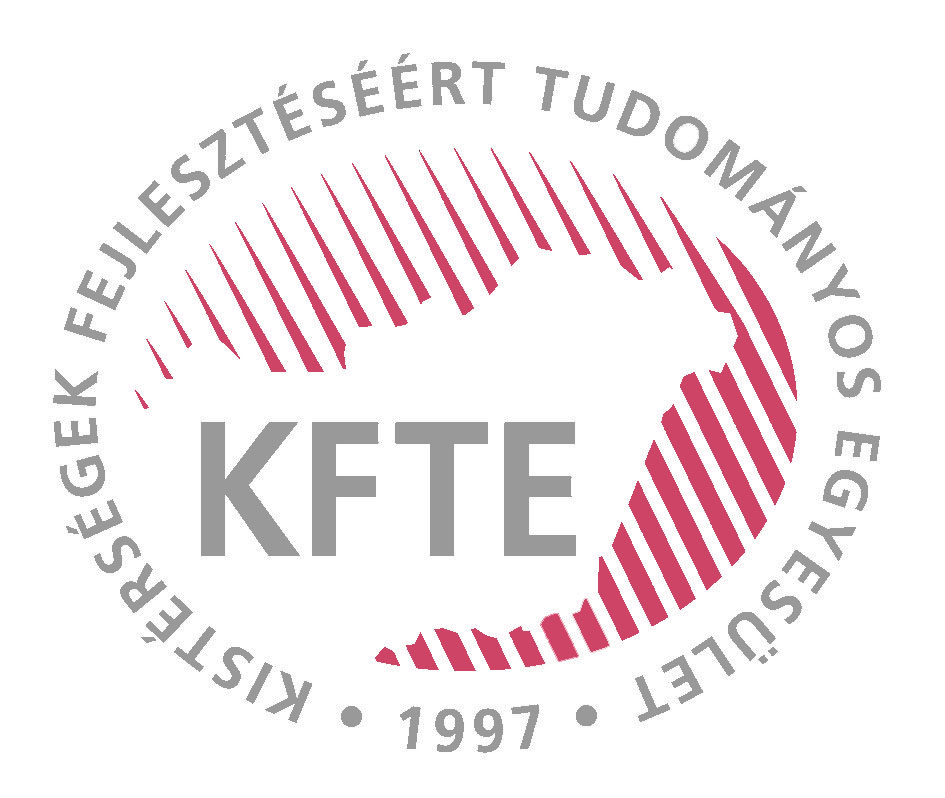 KISTÉRSÉGEK FEJLESZTÉSÉÉRT TUDOMÁNYOS EGYESÜLET
KFTE
• 1997 •